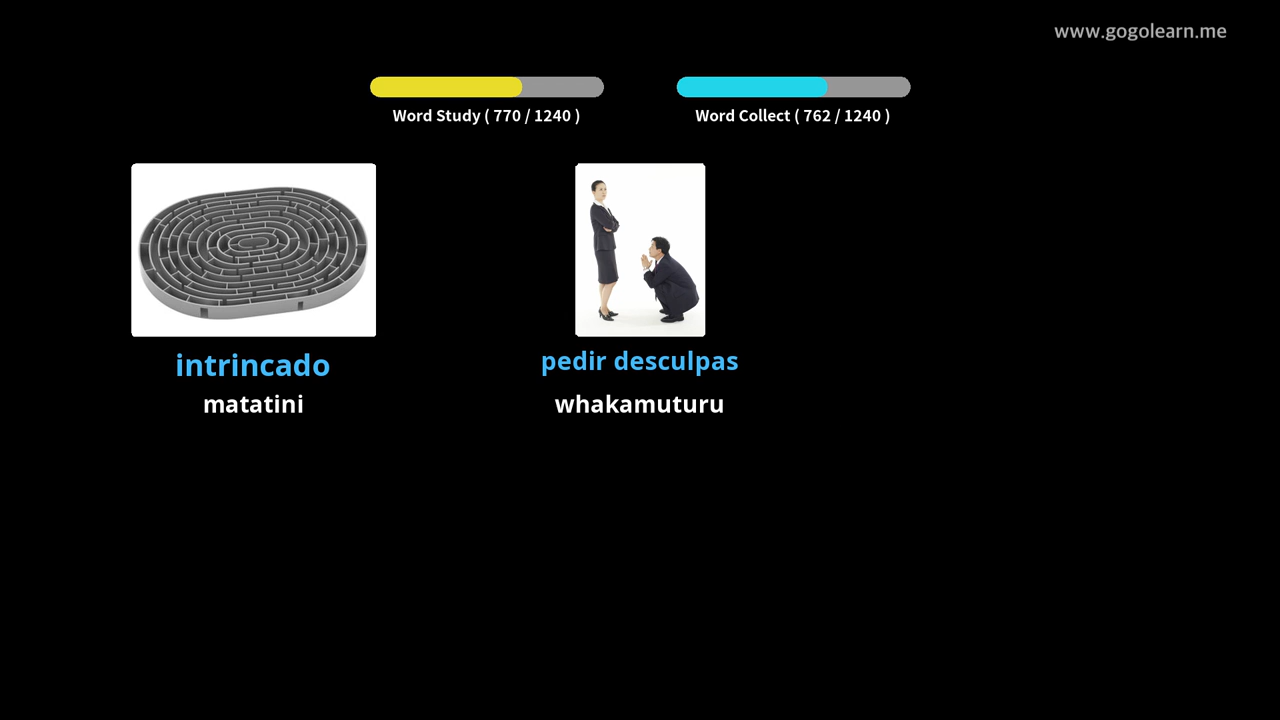 www.gogolearn.me
Word Study ( 770 / 1240 )
Word Collect ( 762 / 1240 )
intrincado
matatini
pedir desculpas
whakamuturu